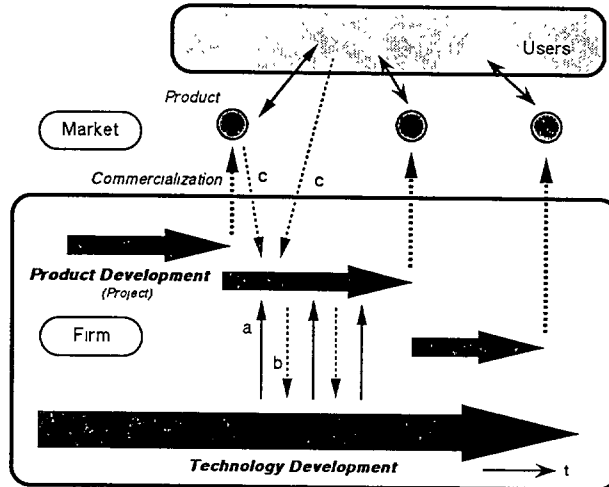 Users
Product
Market
Commercialization
c
c
Product Development
(Project)
a
Firm
b
Technology Development
t